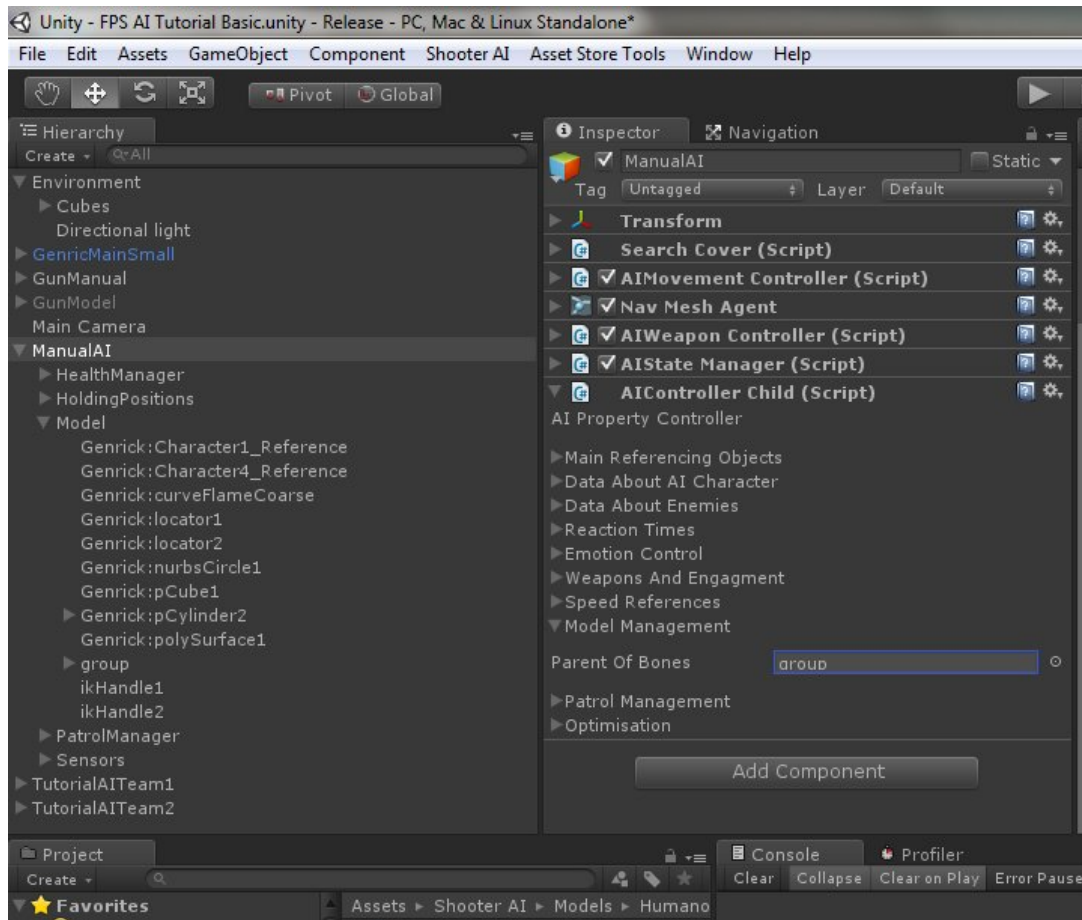 Unity - FPS AI Tutorial Basic.unity - Release - PC, Mac & Linux Standalone*
File Edit Assets GameObject Component Shooter AI Asset Store Tools Window Help
Pivot Global
Hierarchy
Create All
Environment
Cubes
Directional light
GenricMainSmall
GunManual
GunModel
Main Camera
ManualAI
HealthManager
HoldingPositions
Model
Genrick:Character1_Reference
Genrick:Character4_Reference
Genrick:curveFlameCoarse
Genrick:locator1
Genrick:locator2
Genrick:nurbsCircle1
Genrick:pCube1
Genrick:pCylinder2
Genrick:polySurface1
group
ikHandle1
ikHandle2
PatrolManager
Sensors
TutorialAITeam1
TutorialAITeam2
Inspector Navigation
ManualAI Static
Tag Untagged Layer Default
Transform
Search Cover (Script)
AIMovement Controller (Script)
Nav Mesh Agent
AIWeapon Controller (Script)
AIState Manager (Script)
AIController Child (Script)
AI Property Controller
Main Referencing Objects
Data About AI Character
Data About Enemies
Reaction Times
Emotion Control
Weapons And Engagment
Speed References
Model Management
Parent Of Bones group
Patrol Management
Optimisation
Add Component
Project
Create
Favorites
Assets Shooter AI Models Humano
Console Profiler
Clear Collapse Clear on Play Error Pause